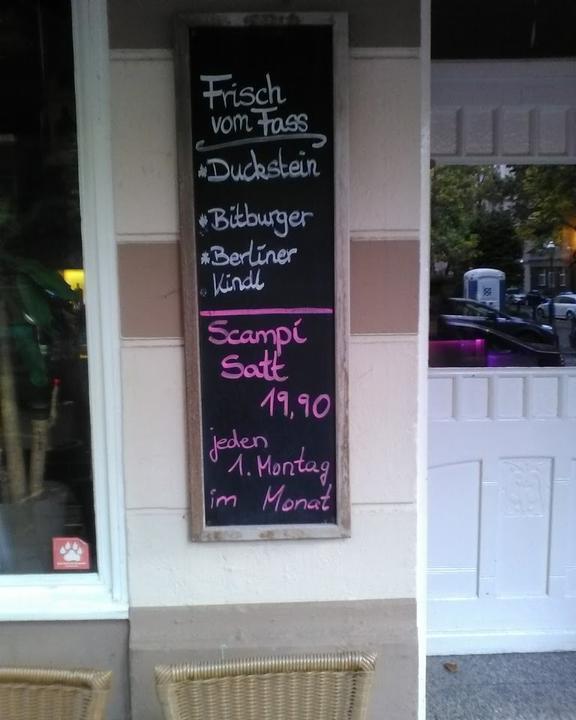 Frisch
vom Fass
* Duckstein
* Bitburger
* Berliner
Kindl
Scampi
Satt
19,90
jeden
1. Montag
im Monat